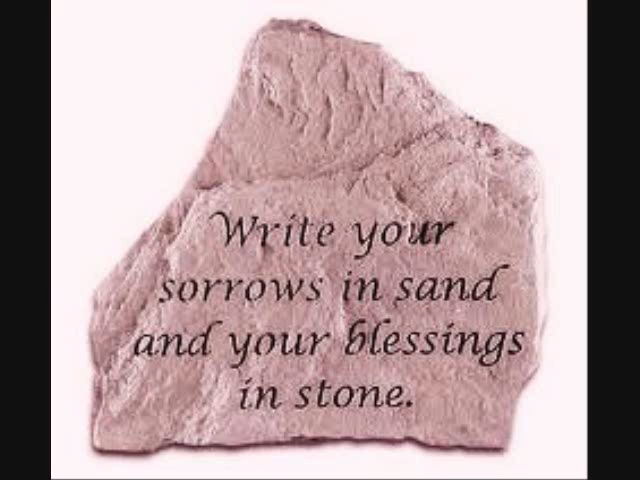 Write your
sorrows in sand
and your blessings
in stone.